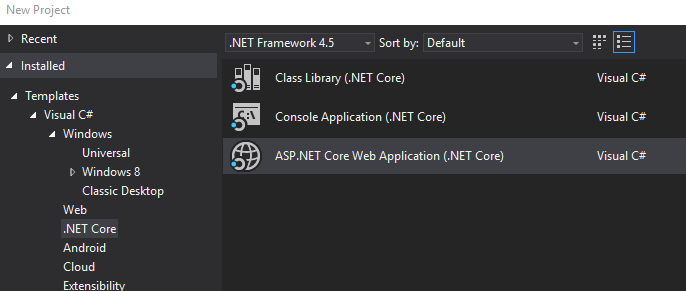 New Project
Recent
.NET Framework 4.5
Sort by: Default
Installed
Templates
Visual C#
Windows
Universal
Windows 8
Classic Desktop
Web
.NET Core
Android
Cloud
Extensibility
Class Library (.NET Core) Visual C#
Console Application (.NET Core) Visual C#
ASP.NET Core Web Application (.NET Core) Visual C#